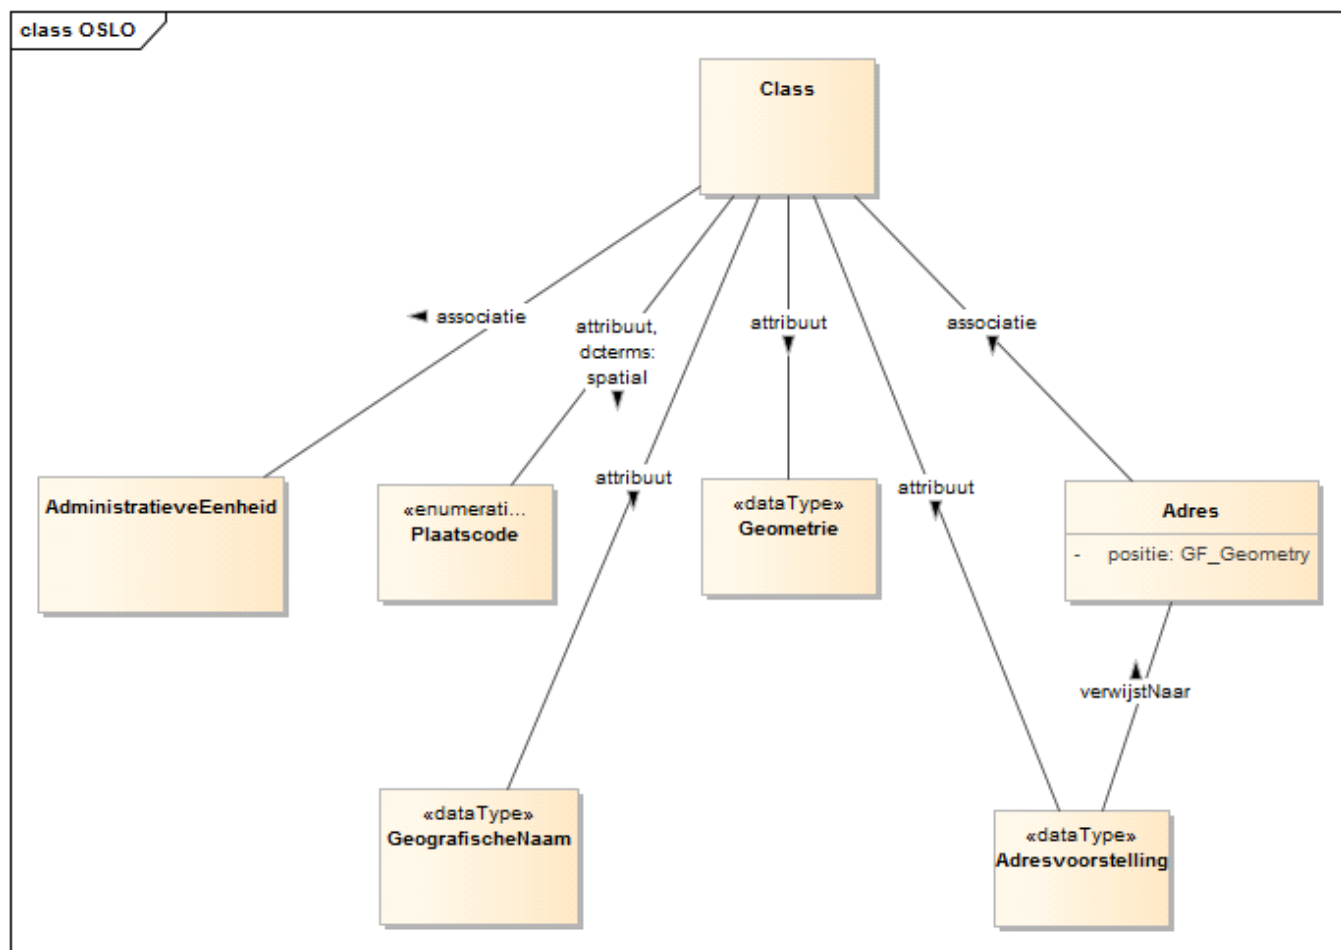 class OSLO
Class
associatie
attribuut,
dcterms:
spatial
attribuut
associatie
attribuut
attribuut
AdministratieveEenheid
«enumerati...
Plaatscode
«dataType»
Geometrie
Adres
- positie: GF_Geometry
verwijstNaar
«dataType»
GeografischeNaam
«dataType»
Adresvoorstelling